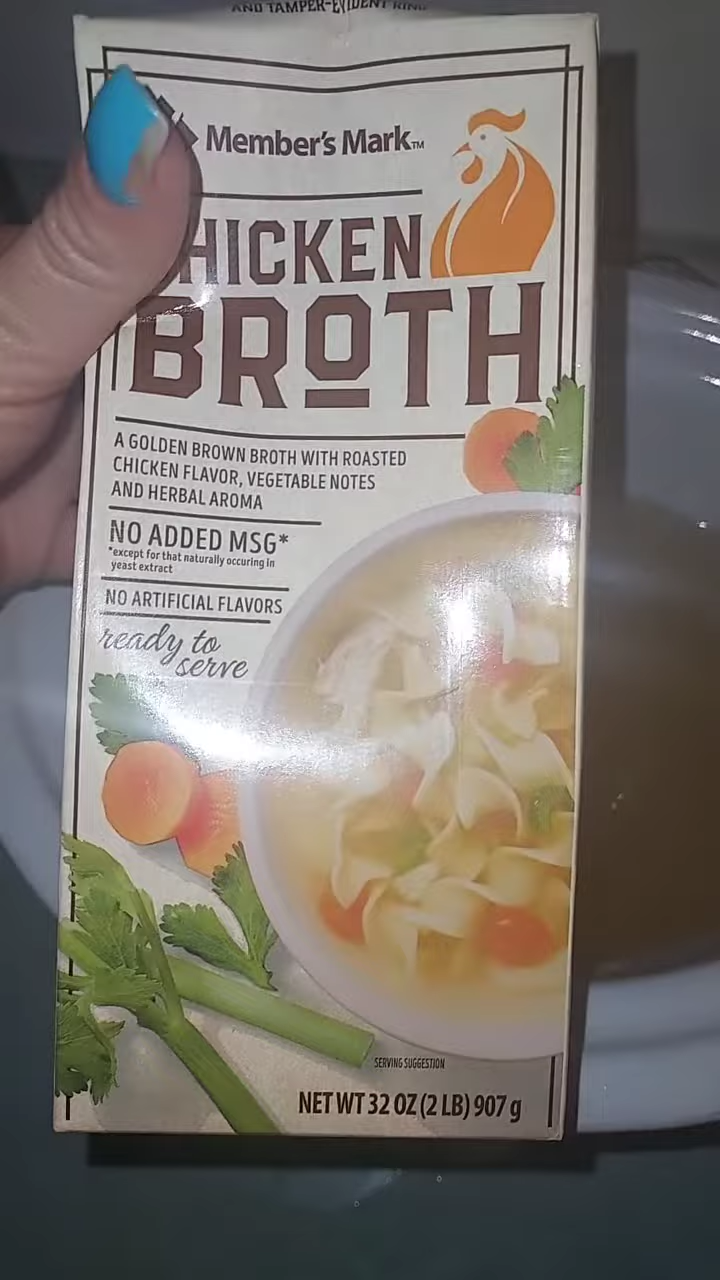 AND TAMPER-EVIDENT RING
Member's Mark™
HICKEN
BROTH
A GOLDEN BROWN BROTH WITH ROASTED
CHICKEN FLAVOR, VEGETABLE NOTES
AND HERBAL AROMA
NO ADDED MSG*
*except for that naturally occuring in
yeast extract
NO ARTIFICIAL FLAVORS
ready to
serve
SERVING SUGGESTION
NET WT 32 OZ (2 LB) 907 g